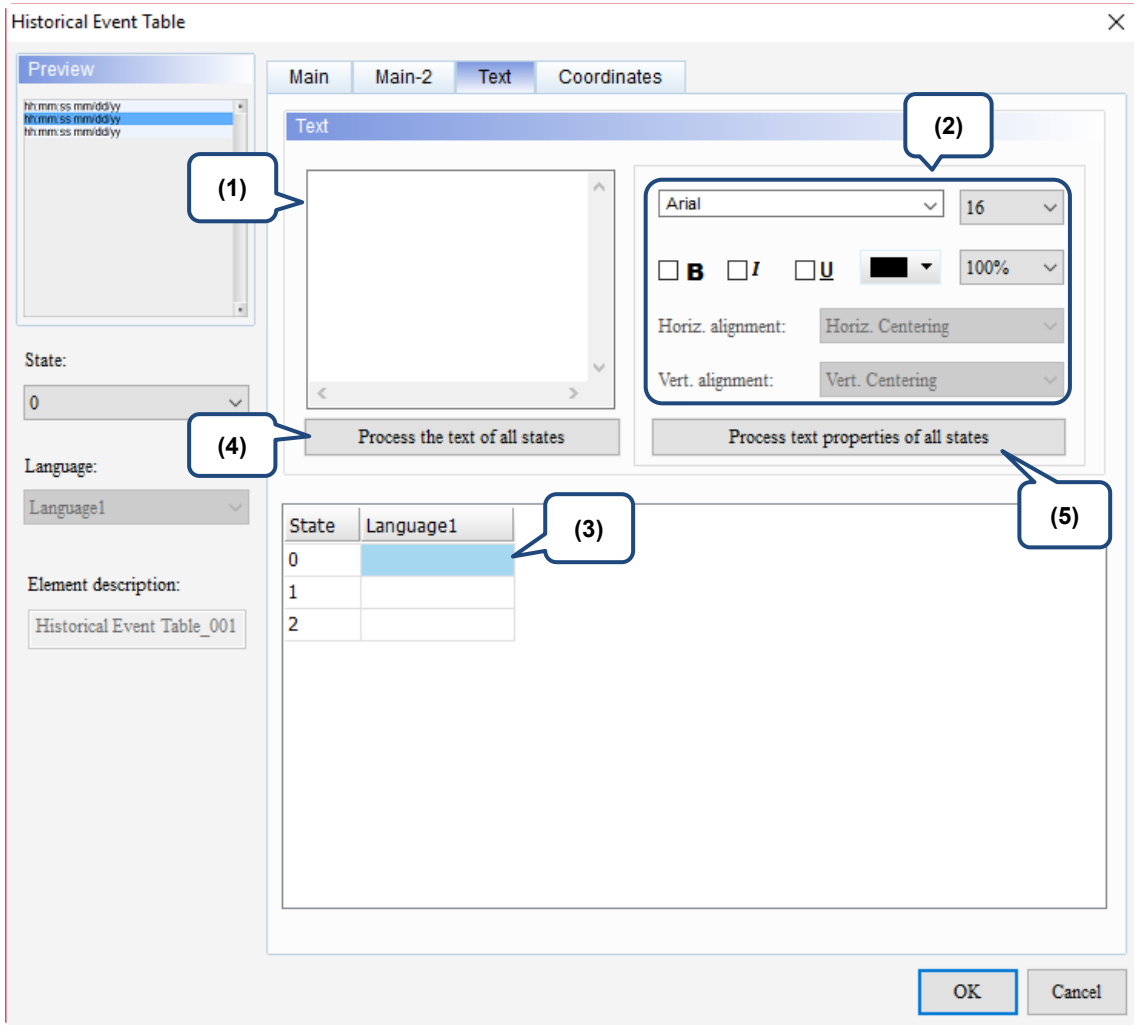 Historical Event Table
Preview
hh:mm:ss mm/dd/yy
hh:mm:ss mm/dd/yy
hh:mm:ss mm/dd/yy
State:
0
Language:
Language1
Element description:
Historical Event Table_001
Main Main-2 Text Coordinates
Text
(1)
(2)
Arial 16
B I U 100%
Horiz. alignment: Horiz. Centering
Vert. alignment: Vert. Centering
(4)
Process the text of all states
Process text properties of all states
(5)
State Language1
(3)
0
1
2
OK Cancel